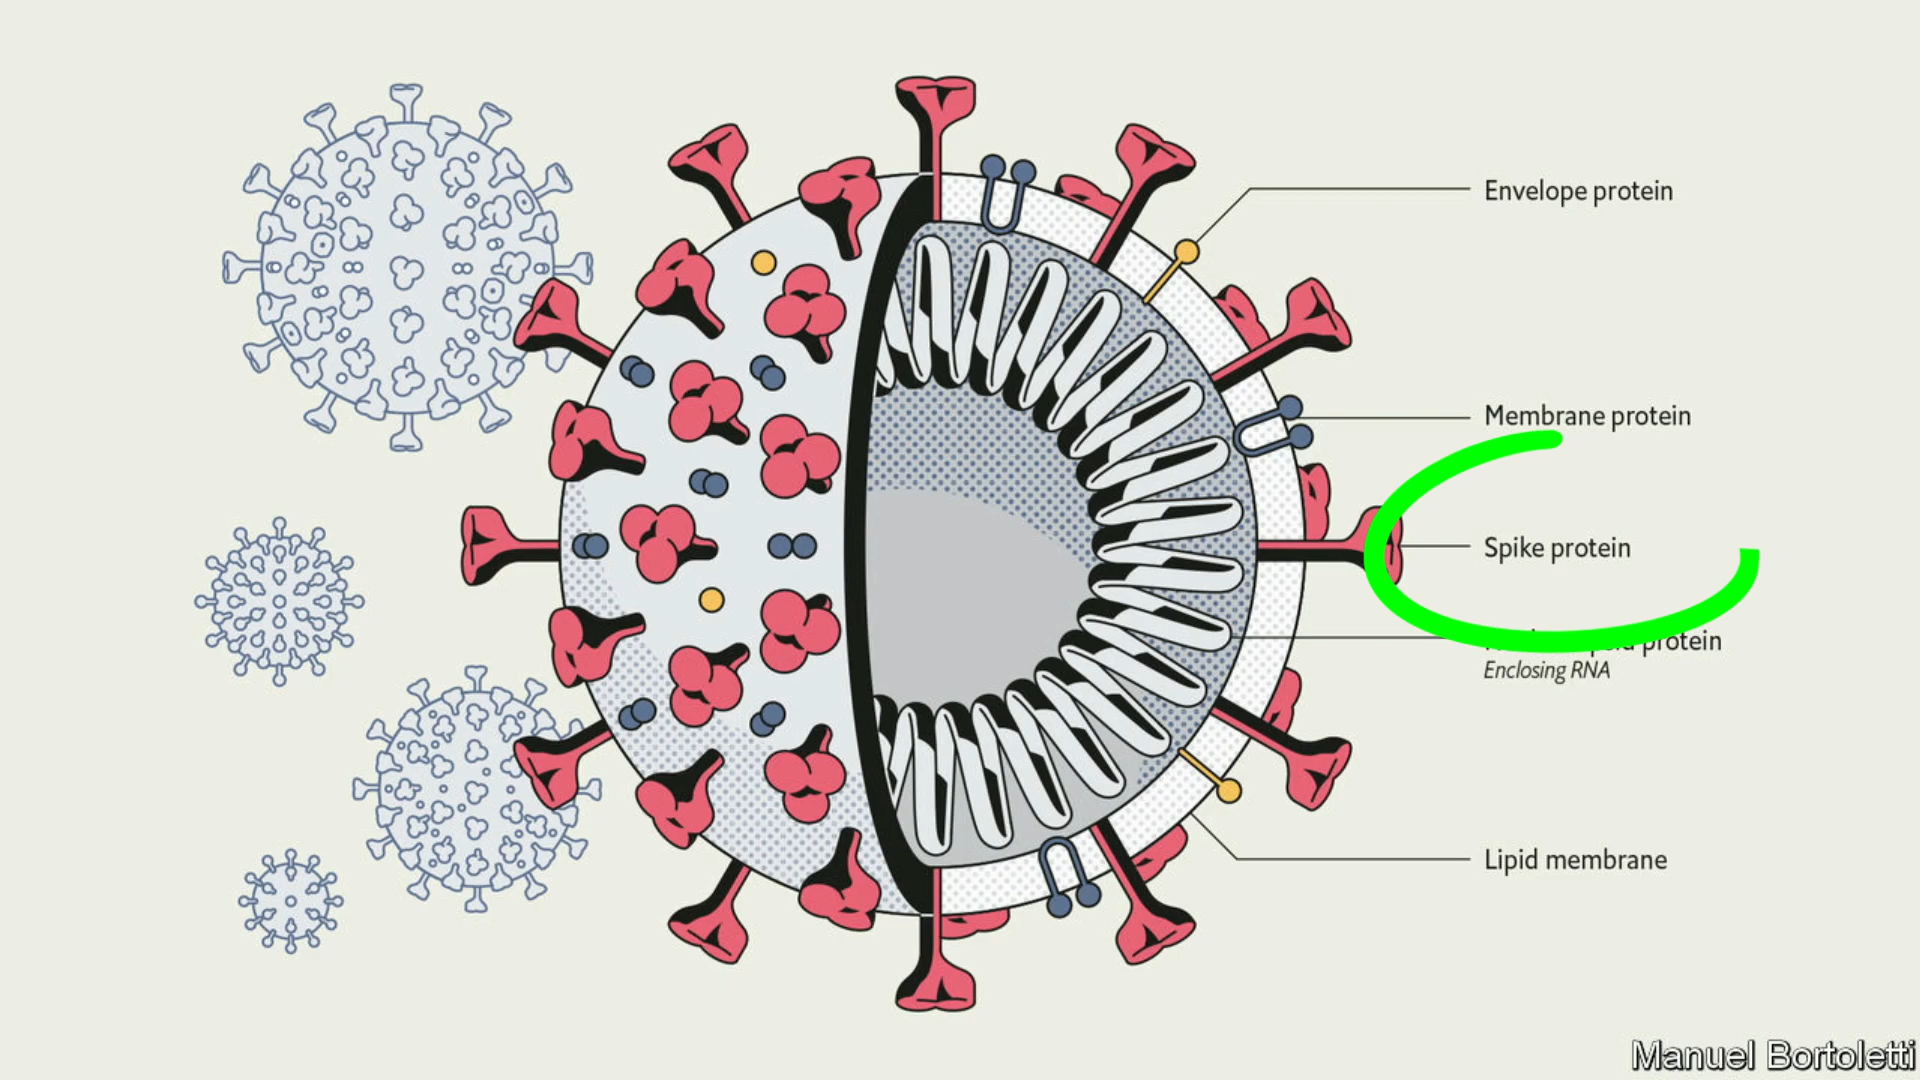 Envelope protein
Membrane protein
Spike protein
protein
Enclosing RNA
Lipid membrane
Manuel Bortoletti